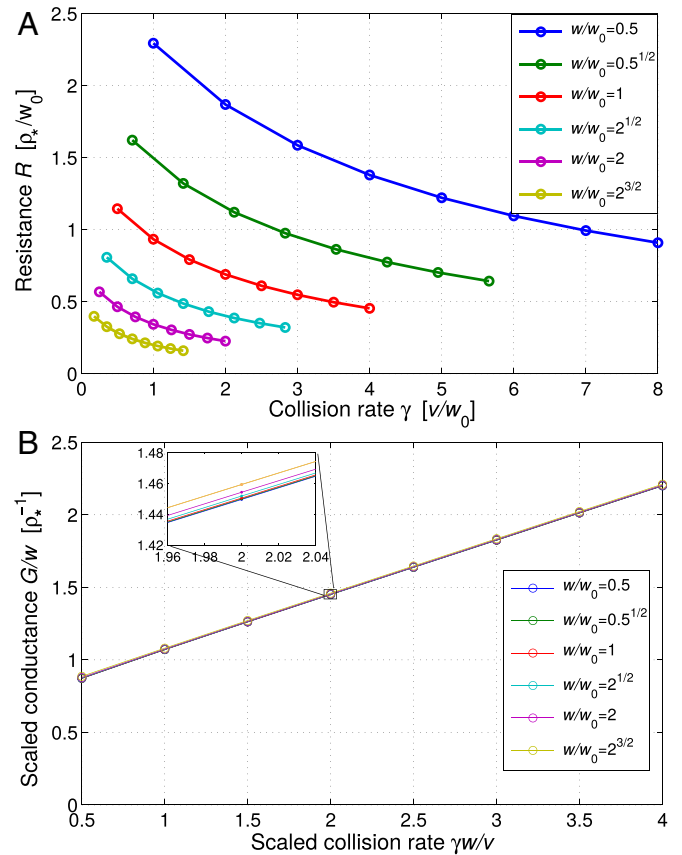 A
2.5
2
1.5
1
0.5
0
Resistance R [ρ*/w0]
0 1 2 3 4 5 6 7 8
Collision rate γ [v/w0]
w/w0=0.5
w/w0=0.5^1/2
w/w0=1
w/w0=2^1/2
w/w0=2
w/w0=2^3/2
B
2.5
2
1.5
1
0.5
0
Scaled conductance G/w [ρ*^-1]
1.48
1.46
1.44
1.42
1.96 1.98 2 2.02 2.04
w/w0=0.5
w/w0=0.5^1/2
w/w0=1
w/w0=2^1/2
w/w0=2
w/w0=2^3/2
0.5 1 1.5 2 2.5 3 3.5 4
Scaled collision rate γw/v